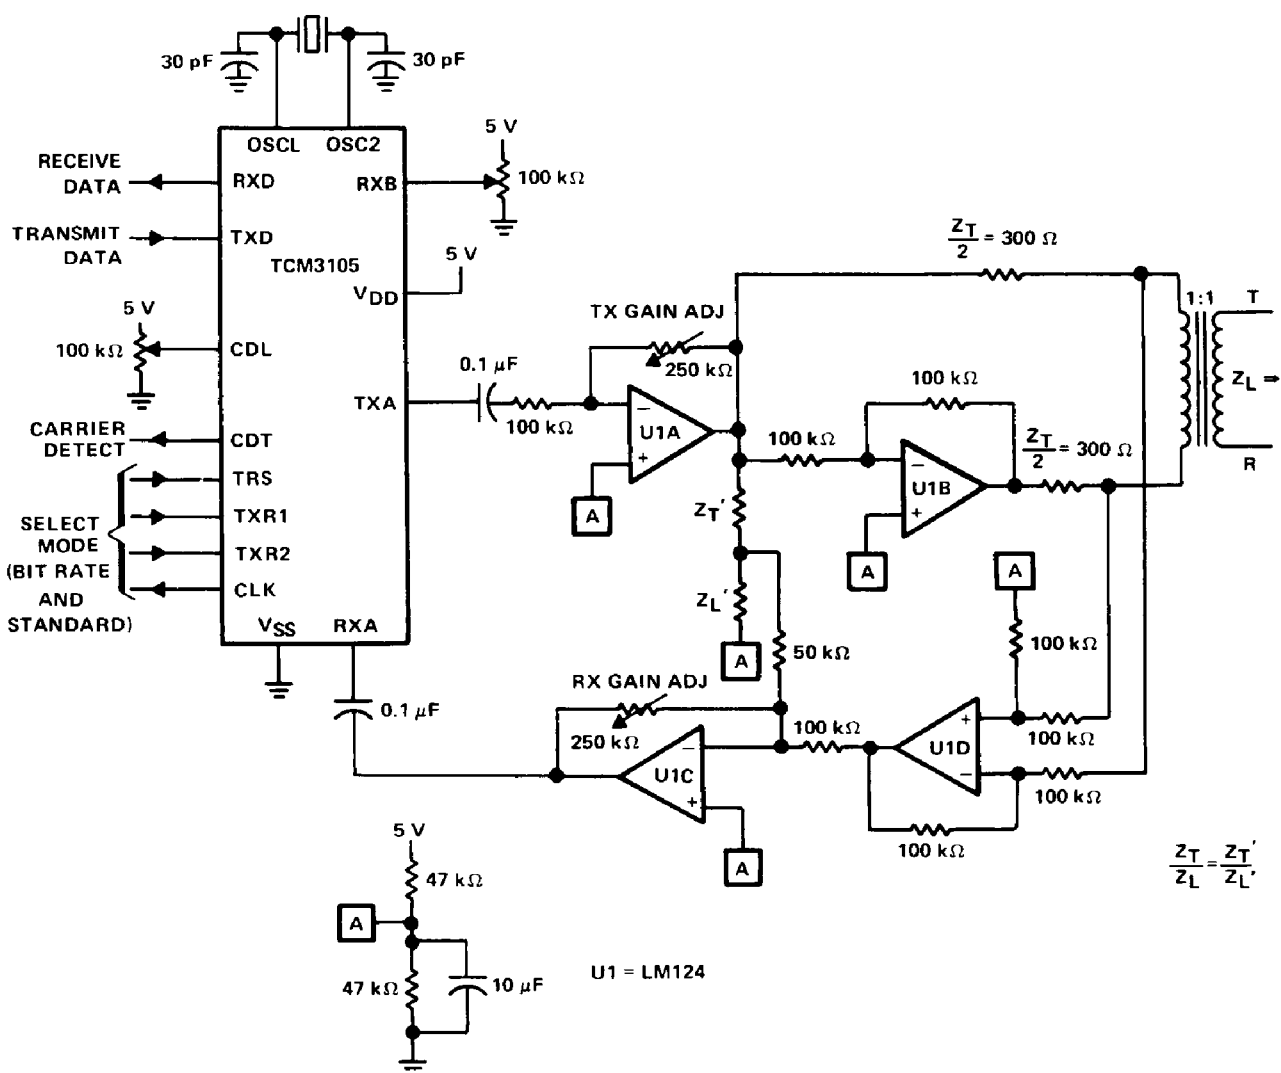 30 pF
30 pF
OSCL OSC2
5 V
RECEIVE
DATA
RXD
RXB
100 kΩ
TRANSMIT
DATA
TXD
TCM3105
5 V
VDD
ZT/2 = 300 Ω
5 V
100 kΩ
CDL
TX GAIN ADJ
250 kΩ
1:1
T
ZL ⇒
R
0.1 µF
TXA
100 kΩ
−
U1A
+
A
CARRIER
DETECT
CDT
100 kΩ
100 kΩ
−
U1B
+
A
ZT/2 = 300 Ω
SELECT
MODE
(BIT RATE
AND
STANDARD)
TRS
TXR1
TXR2
CLK
VSS
RXA
ZT'
ZL'
A
50 kΩ
A
100 kΩ
0.1 µF
RX GAIN ADJ
250 kΩ
−
U1C
+
A
100 kΩ
+
U1D
−
100 kΩ
100 kΩ
100 kΩ
ZT/ZL = ZT'/ZL'
5 V
47 kΩ
A
47 kΩ
10 µF
U1 = LM124